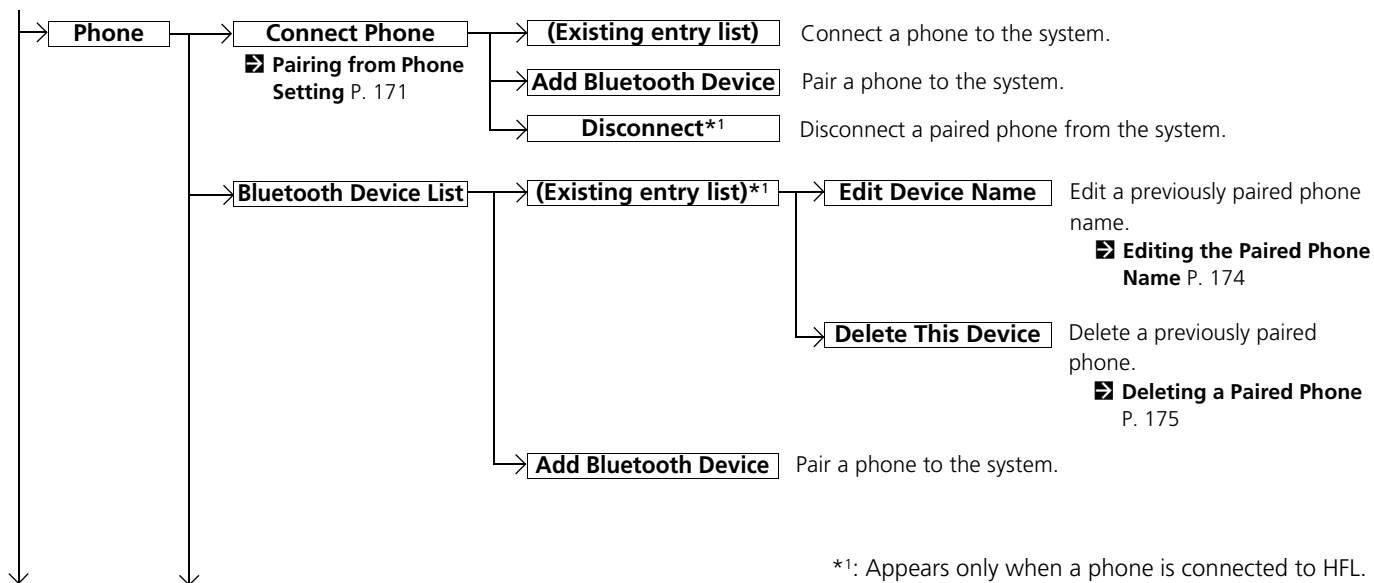 Phone
Connect Phone
➔ Pairing from Phone
Setting P. 171
(Existing entry list)
Connect a phone to the system.
Add Bluetooth Device
Pair a phone to the system.
Disconnect*1
Disconnect a paired phone from the system.
Bluetooth Device List
(Existing entry list)*1
Edit Device Name
Edit a previously paired phone
name.
➔ Editing the Paired Phone
Name P. 174
Delete This Device
Delete a previously paired
phone.
➔ Deleting a Paired Phone
P. 175
Add Bluetooth Device
Pair a phone to the system.
*1: Appears only when a phone is connected to HFL.